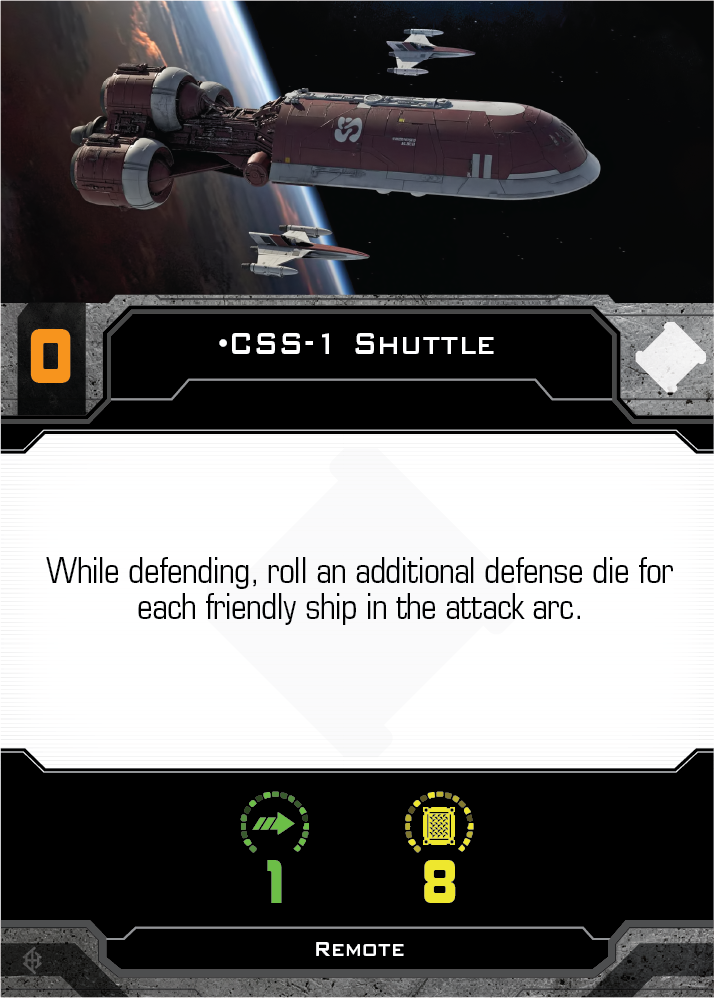 0
•CSS-1 Shuttle
While defending, roll an additional defense die for
each friendly ship in the attack arc.
1
8
Remote